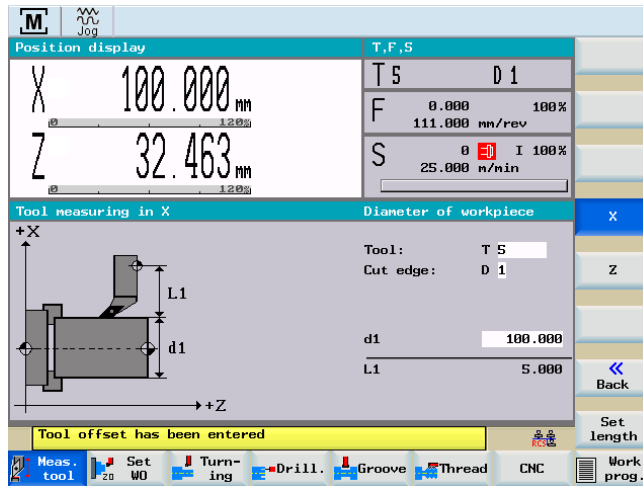 M
Jog
Position display
T,F,S
X 100.000 mm
0 120%
Z 32.463 mm
0 120%
T 5 D 1
F 0.000 100%
111.000 mm/rev
S 0 I 100%
25.000 m/min
Tool measuring in X
Diameter of workpiece
+X
L1
d1
+Z
Tool: T 5
Cut edge: D 1
d1 100.000
L1 5.000
X
Z
«
Back
Set
length
Tool offset has been entered
RCS
Meas.
tool
20
Set
WO
Turn-
ing
Drill.
Groove
Thread
CNC
Work
prog.